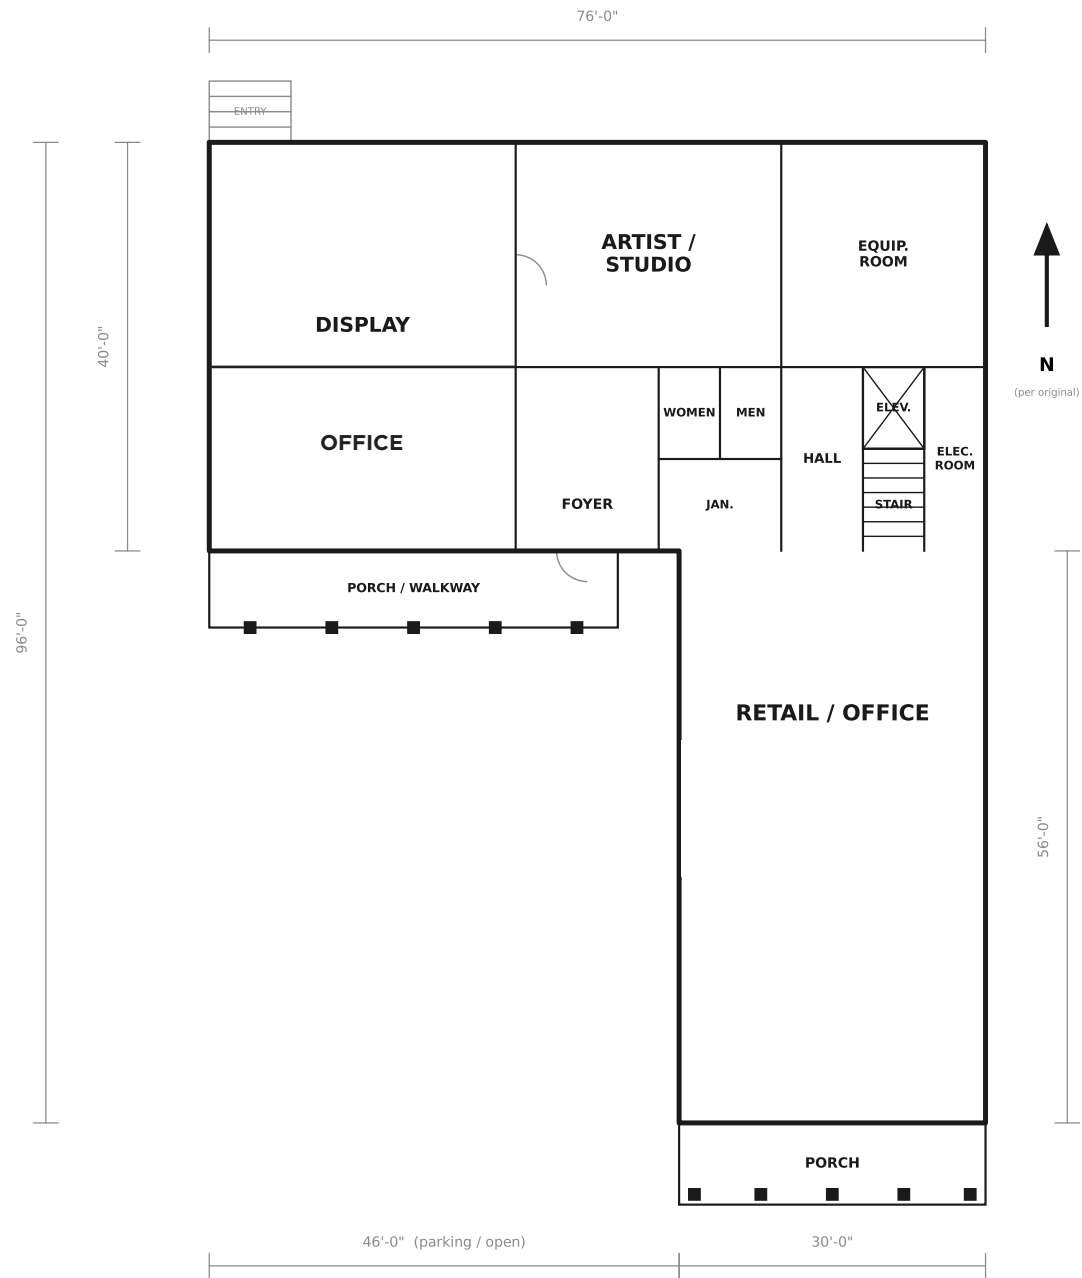 76'-0"
ENTRY
ARTIST /
STUDIO
EQUIP.
ROOM
DISPLAY
40'-0"
N
(per original)
OFFICE
WOMEN
MEN
ELEV.
HALL
ELEC.
ROOM
FOYER
JAN.
STAIR
PORCH / WALKWAY
96'-0"
RETAIL / OFFICE
56'-0"
PORCH
46'-0" (parking / open)
30'-0"